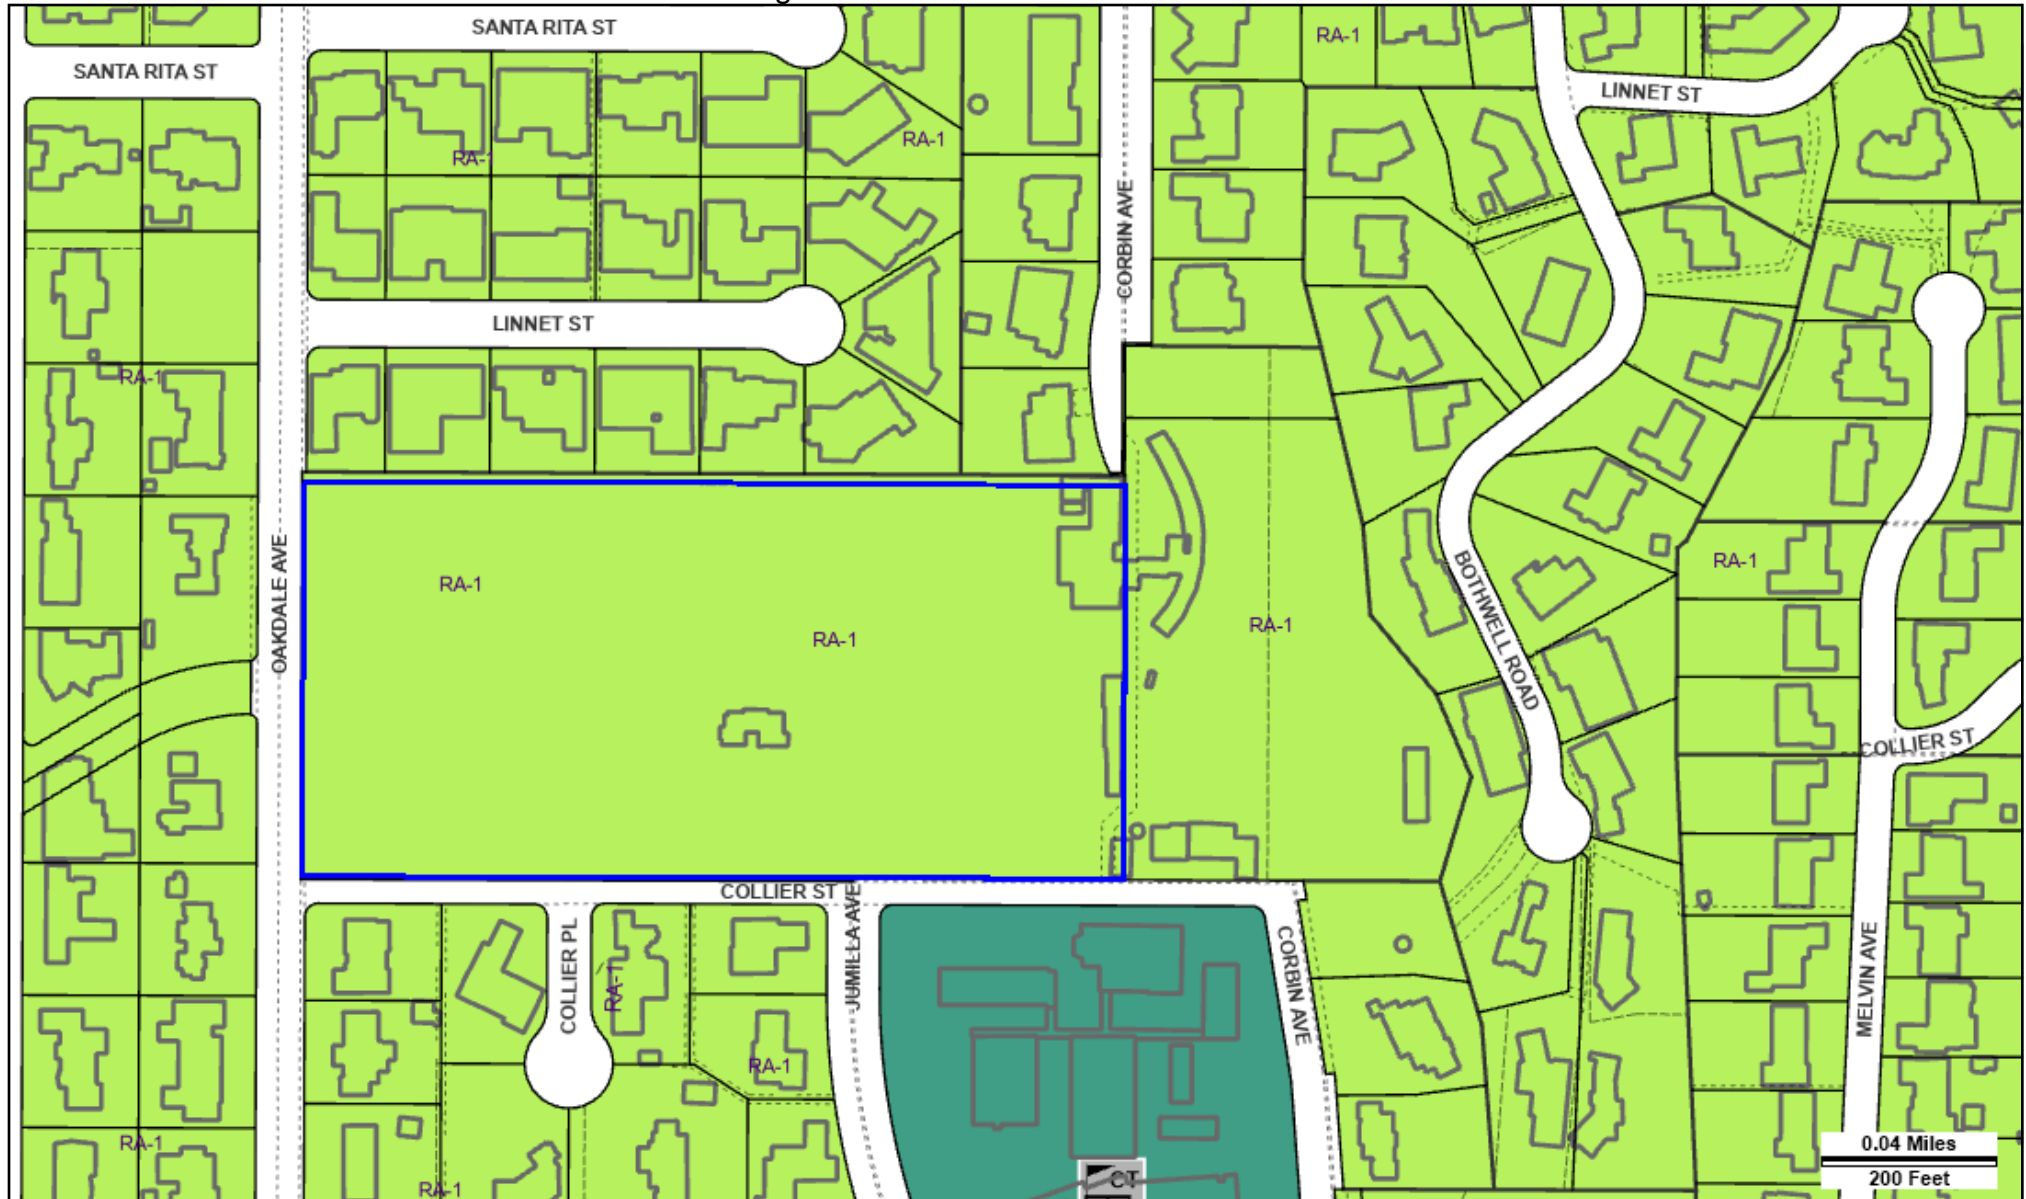 SANTA RITA ST
RA-1
SANTA RITA ST
LINNET ST
RA-1
RA-1
CORBIN AVE
LINNET ST
RA-1
OAKDALE AVE
RA-1
RA-1
RA-1
RA-1
BOTHWELL ROAD
COLLIER ST
COLLIER ST
JUMILLA AVE
COLLIER PL
RA-1
CORBIN AVE
MELVIN AVE
RA-1
RA-1
0.04 Miles
200 Feet
RA-1